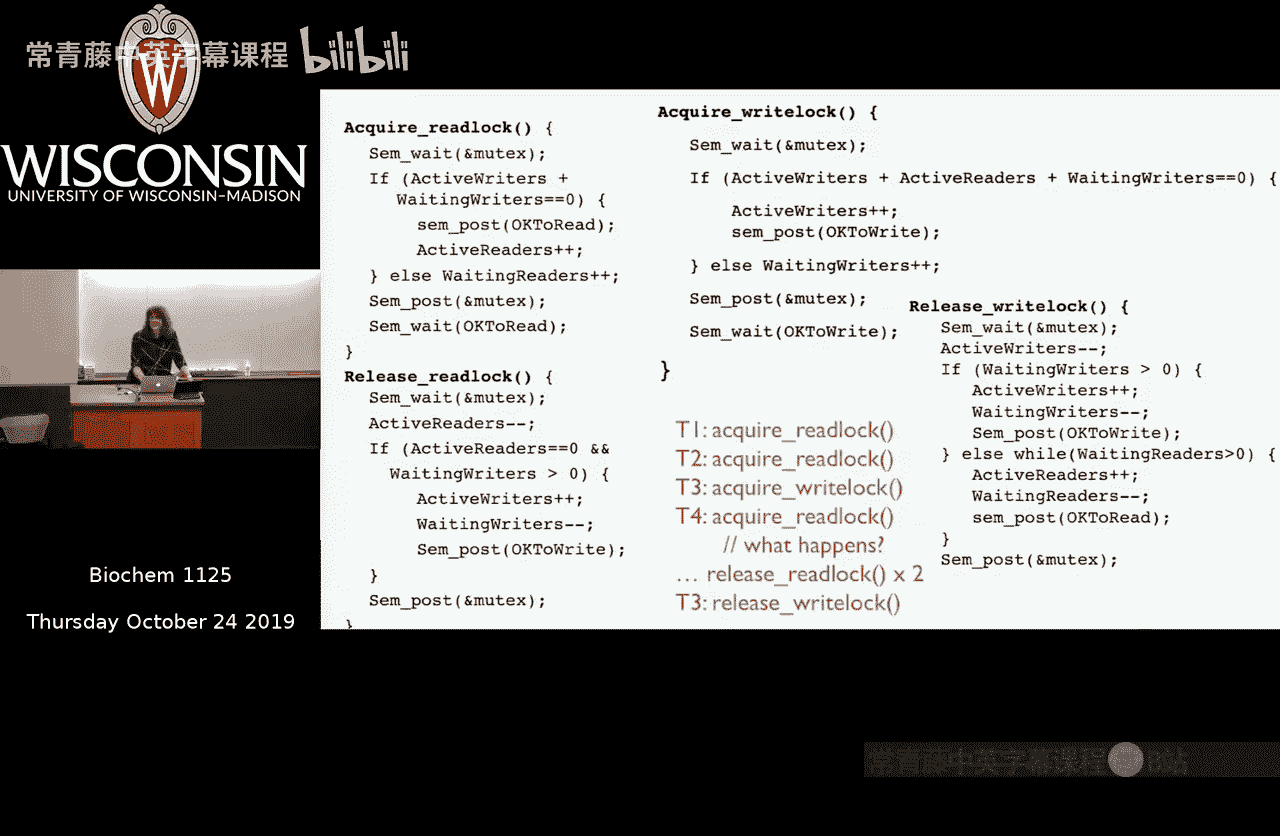 常青藤中英字幕课程 bilibili
W
WISCONSIN
UNIVERSITY OF WISCONSIN-MADISON
Biochem 1125
Thursday October 24 2019
Acquire_readlock() {
Sem_wait(&mutex);
If (ActiveWriters +
WaitingWriters==0) {
sem_post(OKToRead);
ActiveReaders++;
} else WaitingReaders++;
Sem_post(&mutex);
Sem_wait(OKToRead);
}
Release_readlock() {
Sem_wait(&mutex);
ActiveReaders--;
If (ActiveReaders==0 &&
WaitingWriters > 0) {
ActiveWriters++;
WaitingWriters--;
Sem_post(OKToWrite);
}
Sem_post(&mutex);
}
Acquire_writelock() {
Sem_wait(&mutex);
If (ActiveWriters + ActiveReaders + WaitingWriters==0) {
ActiveWriters++;
sem_post(OKToWrite);
} else WaitingWriters++;
Sem_post(&mutex);
Sem_wait(OKToWrite);
}
T1: acquire_readlock()
T2: acquire_readlock()
T3: acquire_writelock()
T4: acquire_readlock()
// what happens?
... release_readlock() x 2
T3: release_writelock()
Release_writelock() {
Sem_wait(&mutex);
ActiveWriters--;
If (WaitingWriters > 0) {
ActiveWriters++;
WaitingWriters--;
Sem_post(OKToWrite);
} else while(WaitingReaders>0) {
ActiveReaders++;
WaitingReaders--;
sem_post(OKToRead);
}
Sem_post(&mutex);